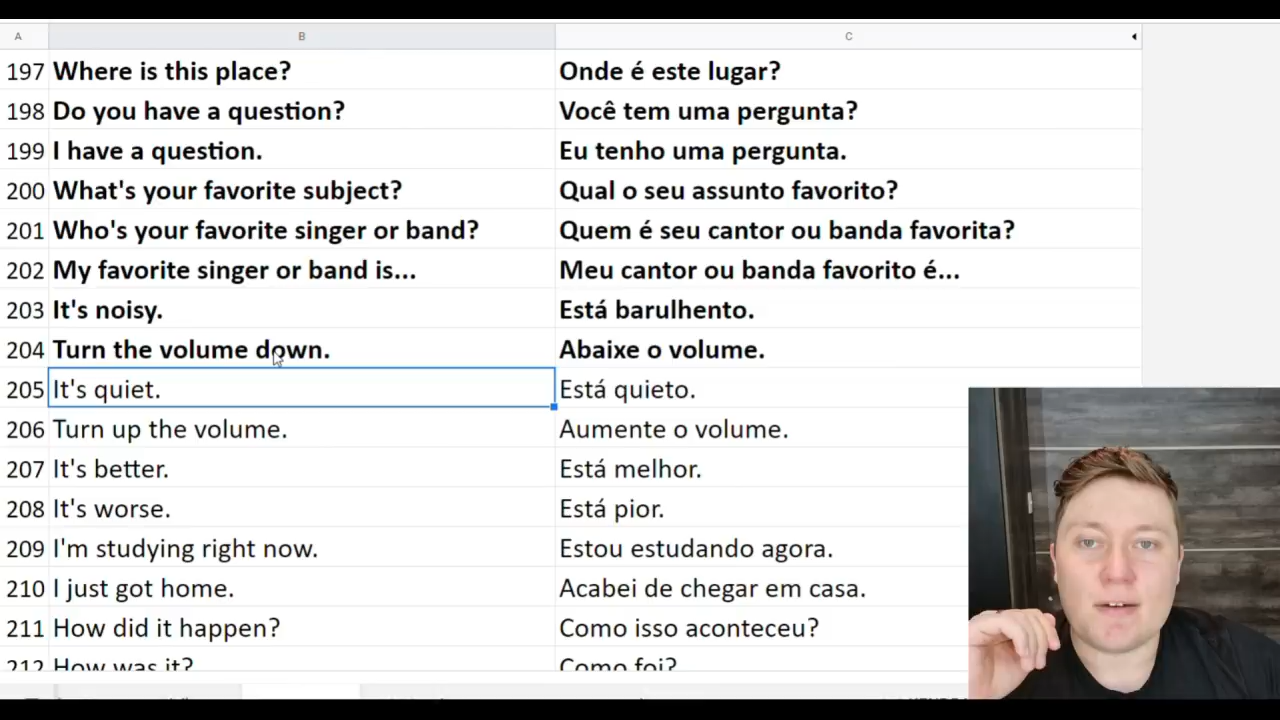 A B C
197 Where is this place? Onde é este lugar?
198 Do you have a question? Você tem uma pergunta?
199 I have a question. Eu tenho uma pergunta.
200 What's your favorite subject? Qual o seu assunto favorito?
201 Who's your favorite singer or band? Quem é seu cantor ou banda favorita?
202 My favorite singer or band is... Meu cantor ou banda favorito é...
203 It's noisy. Está barulhento.
204 Turn the volume down. Abaixe o volume.
205 It's quiet. Está quieto.
206 Turn up the volume. Aumente o volume.
207 It's better. Está melhor.
208 It's worse. Está pior.
209 I'm studying right now. Estou estudando agora.
210 I just got home. Acabei de chegar em casa.
211 How did it happen? Como isso aconteceu?
212 How was it? Como foi?